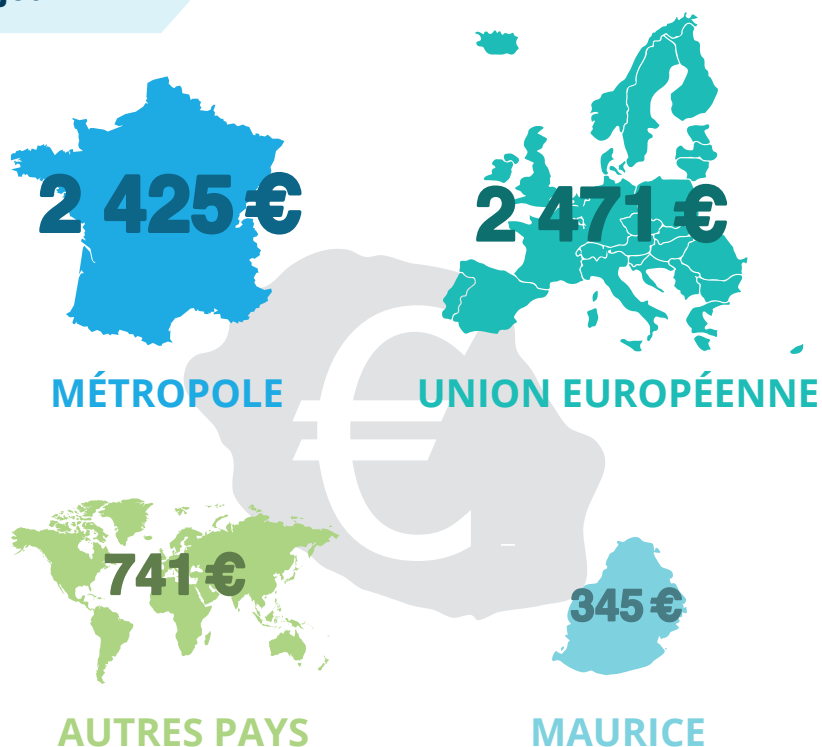 2 425 €
2 471 €
MÉTROPOLE
UNION EUROPÉENNE
€
741 €
345 €
AUTRES PAYS
MAURICE